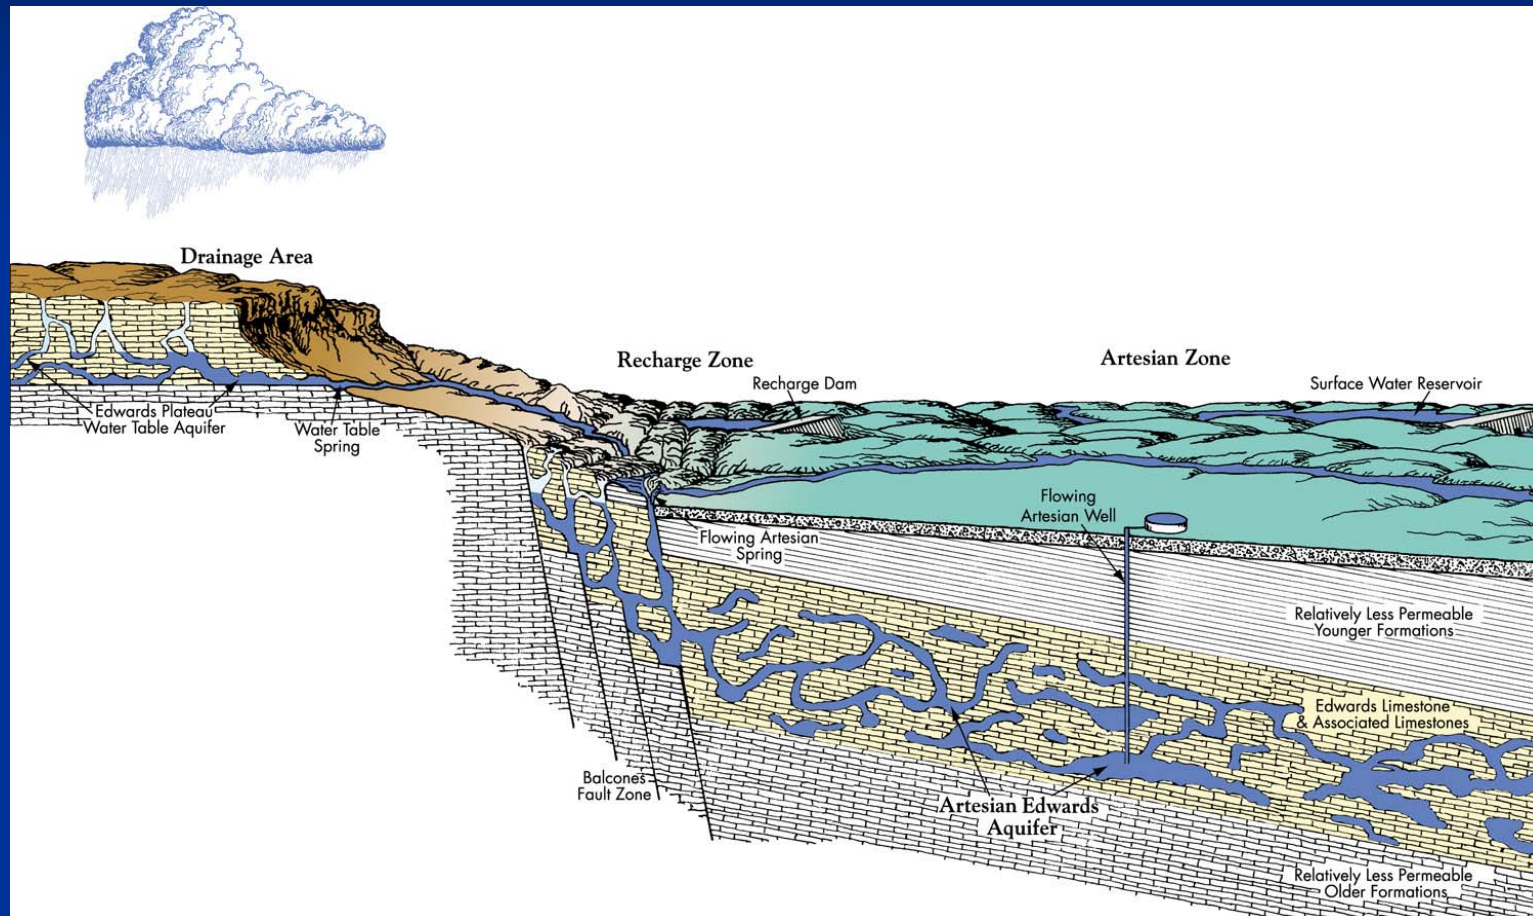 Drainage Area
Recharge Zone
Artesian Zone
Recharge Dam
Surface Water Reservoir
Edwards Plateau
Water Table Aquifer
Water Table
Spring
Flowing
Artesian Well
Flowing Artesian
Spring
Relatively Less Permeable
Younger Formations
Edwards Limestone
& Associated Limestones
Balcones
Fault Zone
Artesian Edwards
Aquifer
Relatively Less Permeable
Older Formations